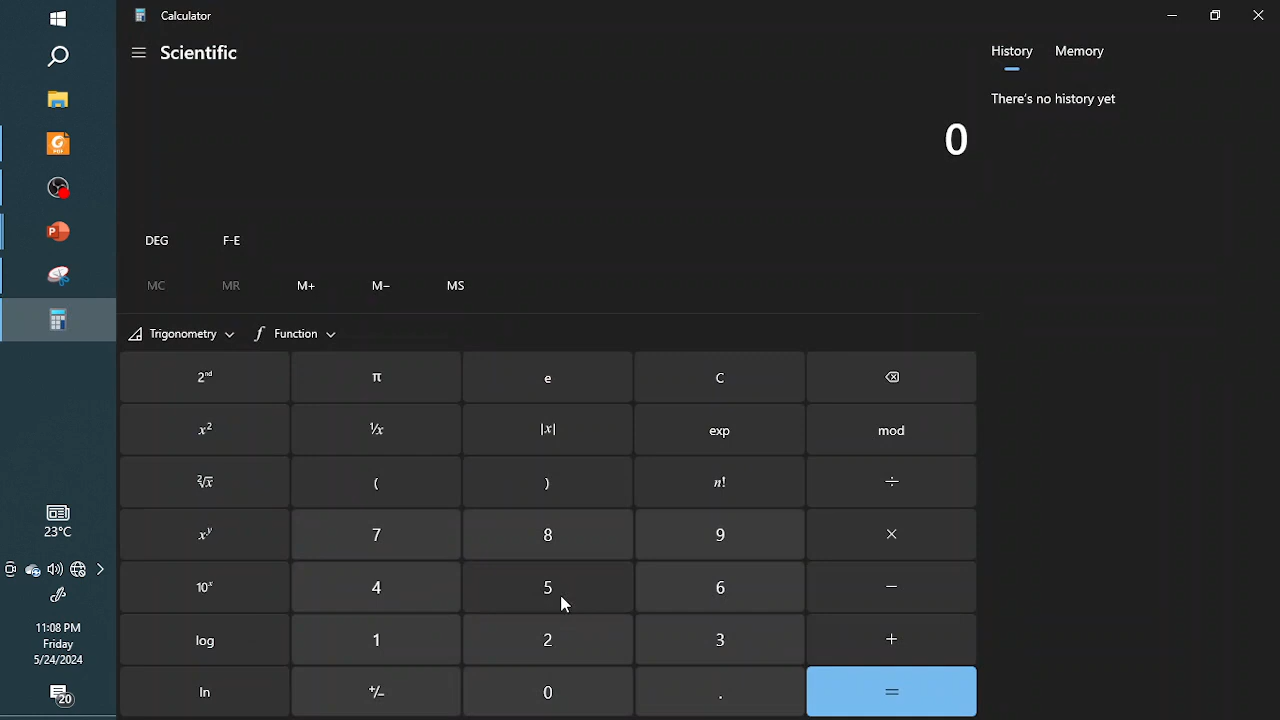 Calculator
Scientific
History Memory
There's no history yet
0
DEG F-E
MC MR M+ M− MS
Trigonometry f Function
2ⁿᵈ π e C
x² ¹/x |x| exp mod
²√x ( ) n! ÷
xʸ 7 8 9 ×
10ˣ 4 5 6 −
log 1 2 3 +
ln +/− 0 . =
PDF
P
23°C
11:08 PM
Friday
5/24/2024
20